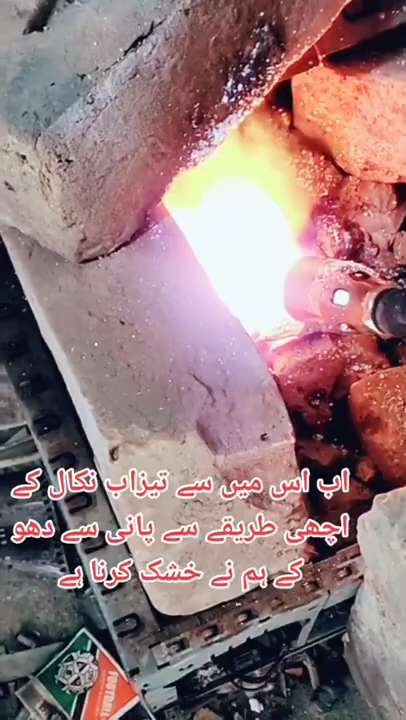 اب اس میں سے تیزاب نکال کے
اچھی طریقے سے پانی سے دھو
کے ہم نے خشک کرنا ہے
FOOTBALL